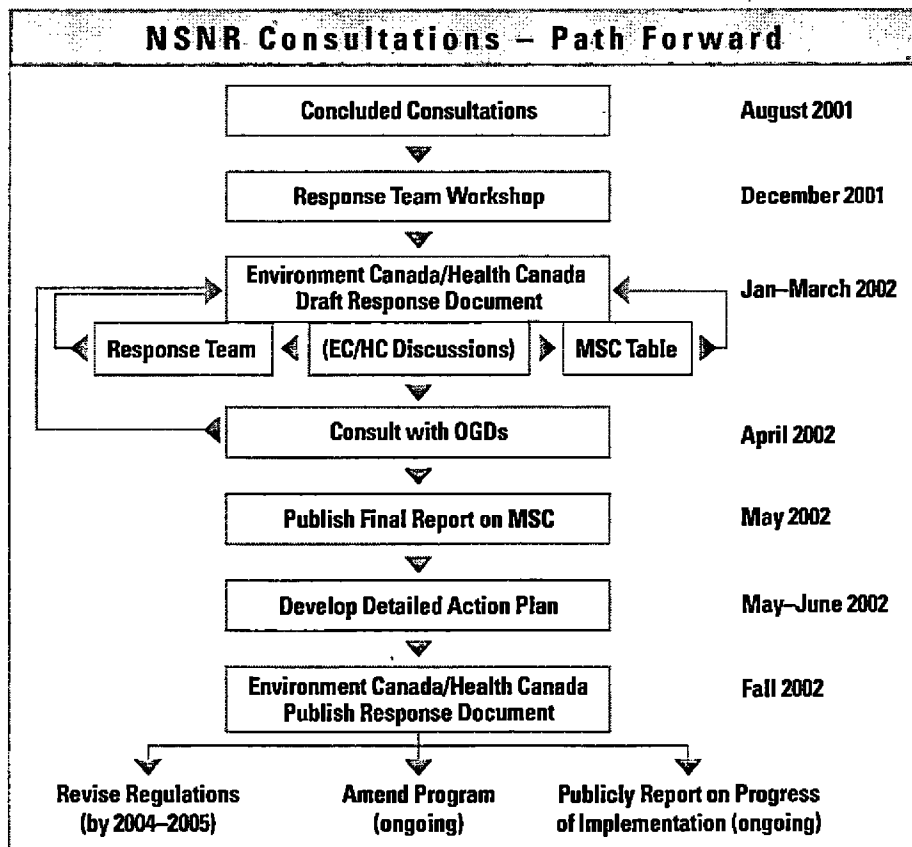 NSNR Consultations – Path Forward
Concluded Consultations
August 2001
Response Team Workshop
December 2001
Environment Canada/Health Canada
Draft Response Document
Jan–March 2002
Response Team
(EC/HC Discussions)
MSC Table
Consult with OGDs
April 2002
Publish Final Report on MSC
May 2002
Develop Detailed Action Plan
May–June 2002
Environment Canada/Health Canada
Publish Response Document
Fall 2002
Revise Regulations
(by 2004–2005)
Amend Program
(ongoing)
Publicly Report on Progress
of Implementation (ongoing)